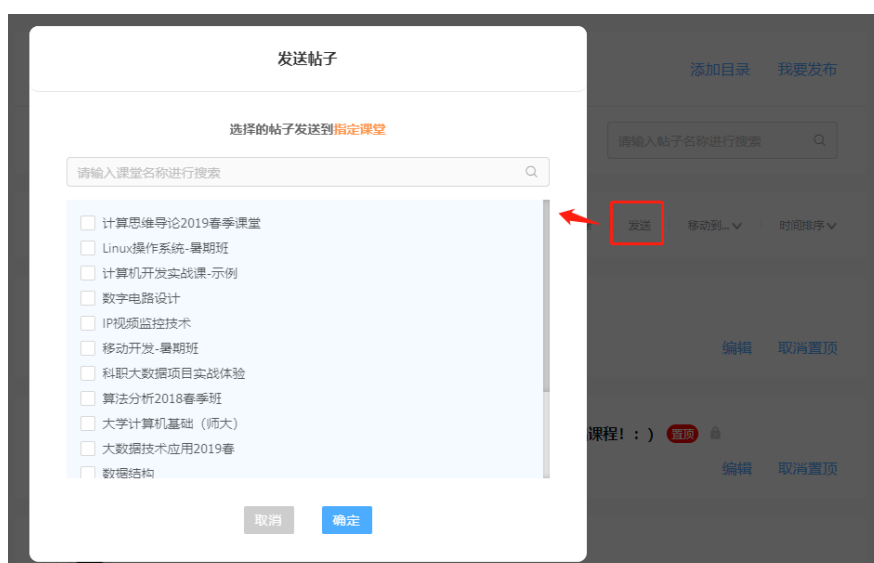 发送帖子
添加目录 我要发布
选择的帖子发送到指定课堂
请输入帖子名称进行搜索
请输入课堂名称进行搜索
发送 移动到... 时间排序
计算思维导论2019春季课堂
Linux操作系统-暑期班
计算机开发实战课-示例
数字电路设计
IP视频监控技术
移动开发-暑期班
编辑 取消置顶
科职大数据项目实战体验
算法分析2018春季班
大学计算机基础（师大）
课程！：) 置顶
大数据技术应用2019春
数据结构
编辑 取消置顶
取消 确定